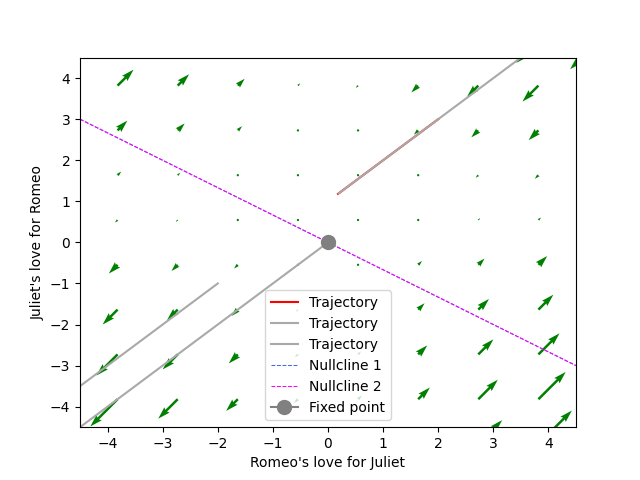 4
3
2
1
0
−1
−2
−3
−4
Juliet's love for Romeo
Trajectory
Trajectory
Trajectory
Nullcline 1
Nullcline 2
Fixed point
−4 −3 −2 −1 0 1 2 3 4
Romeo's love for Juliet